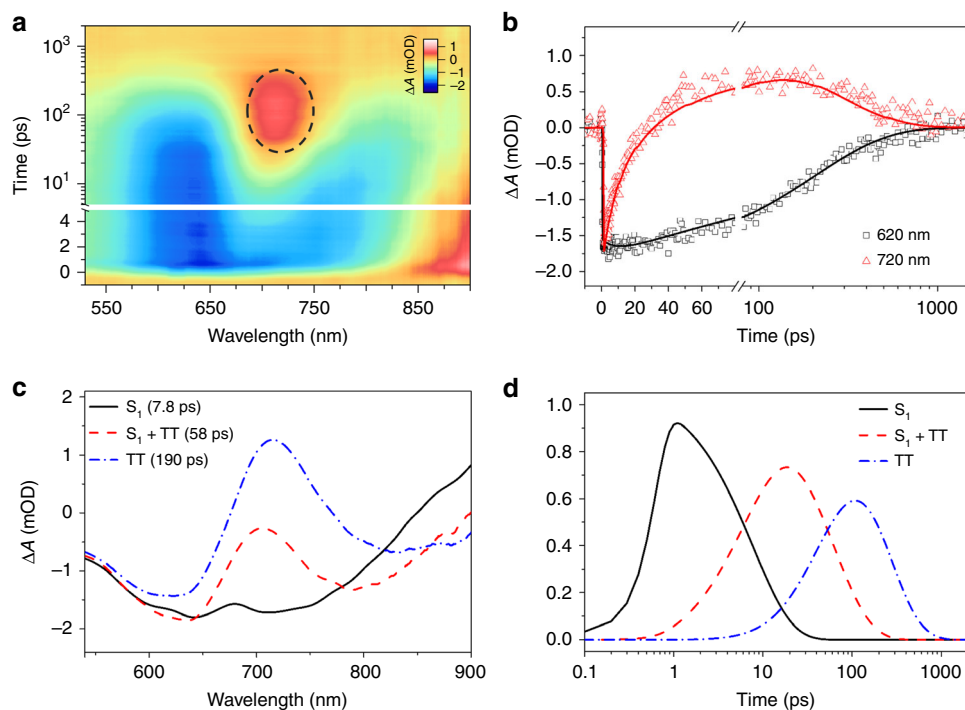 a
10³
10²
10¹
4
2
0
Time (ps)
550
650
750
850
Wavelength (nm)
1
0
−1
−2
ΔA (mOD)
b
1.0
0.5
0.0
−0.5
−1.0
−1.5
−2.0
ΔA (mOD)
620 nm
720 nm
0
20
40
60
100
1000
Time (ps)
c
2
1
0
−1
−2
ΔA (mOD)
S₁ (7.8 ps)
S₁ + TT (58 ps)
TT (190 ps)
600
700
800
900
Wavelength (nm)
d
1.0
0.8
0.6
0.4
0.2
0.0
S₁
S₁ + TT
TT
0.1
1
10
100
1000
Time (ps)